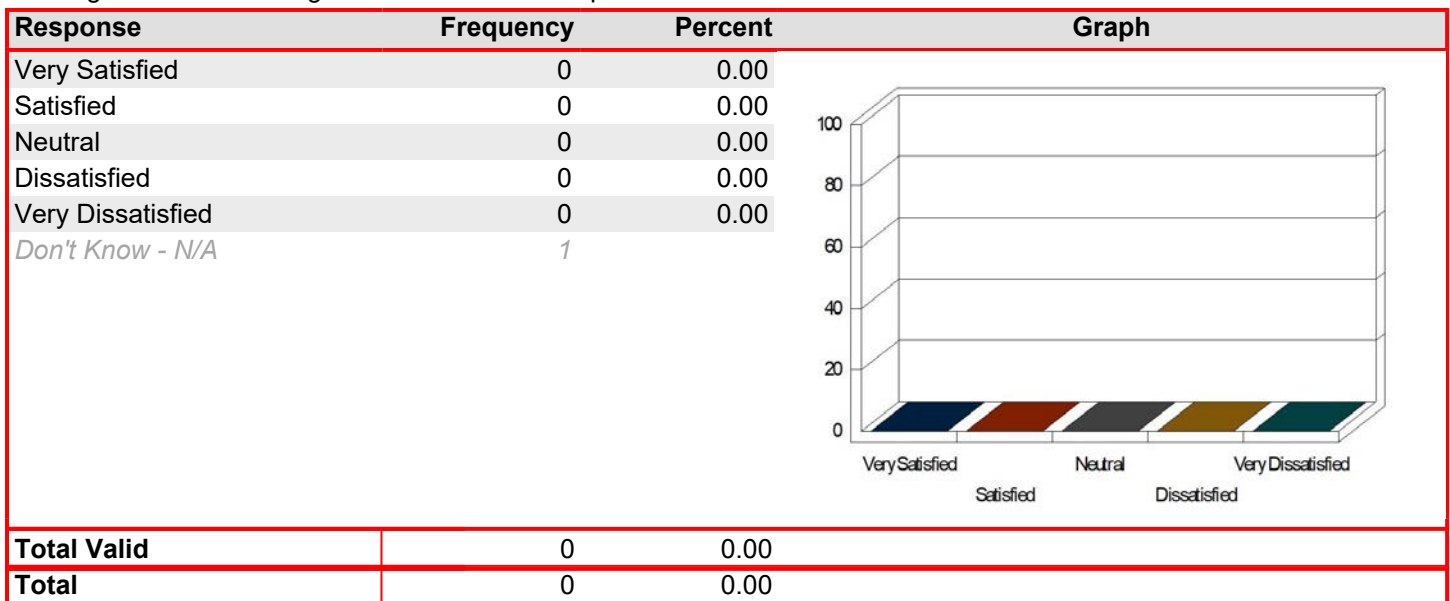 Response Frequency Percent Graph
Very Satisfied 0 0.00
Satisfied 0 0.00
Neutral 0 0.00
Dissatisfied 0 0.00
Very Dissatisfied 0 0.00
Don't Know - N/A 1
100
80
60
40
20
0
Very Satisfied Neutral Very Dissatisfied
Satisfied Dissatisfied
Total Valid 0 0.00
Total 0 0.00